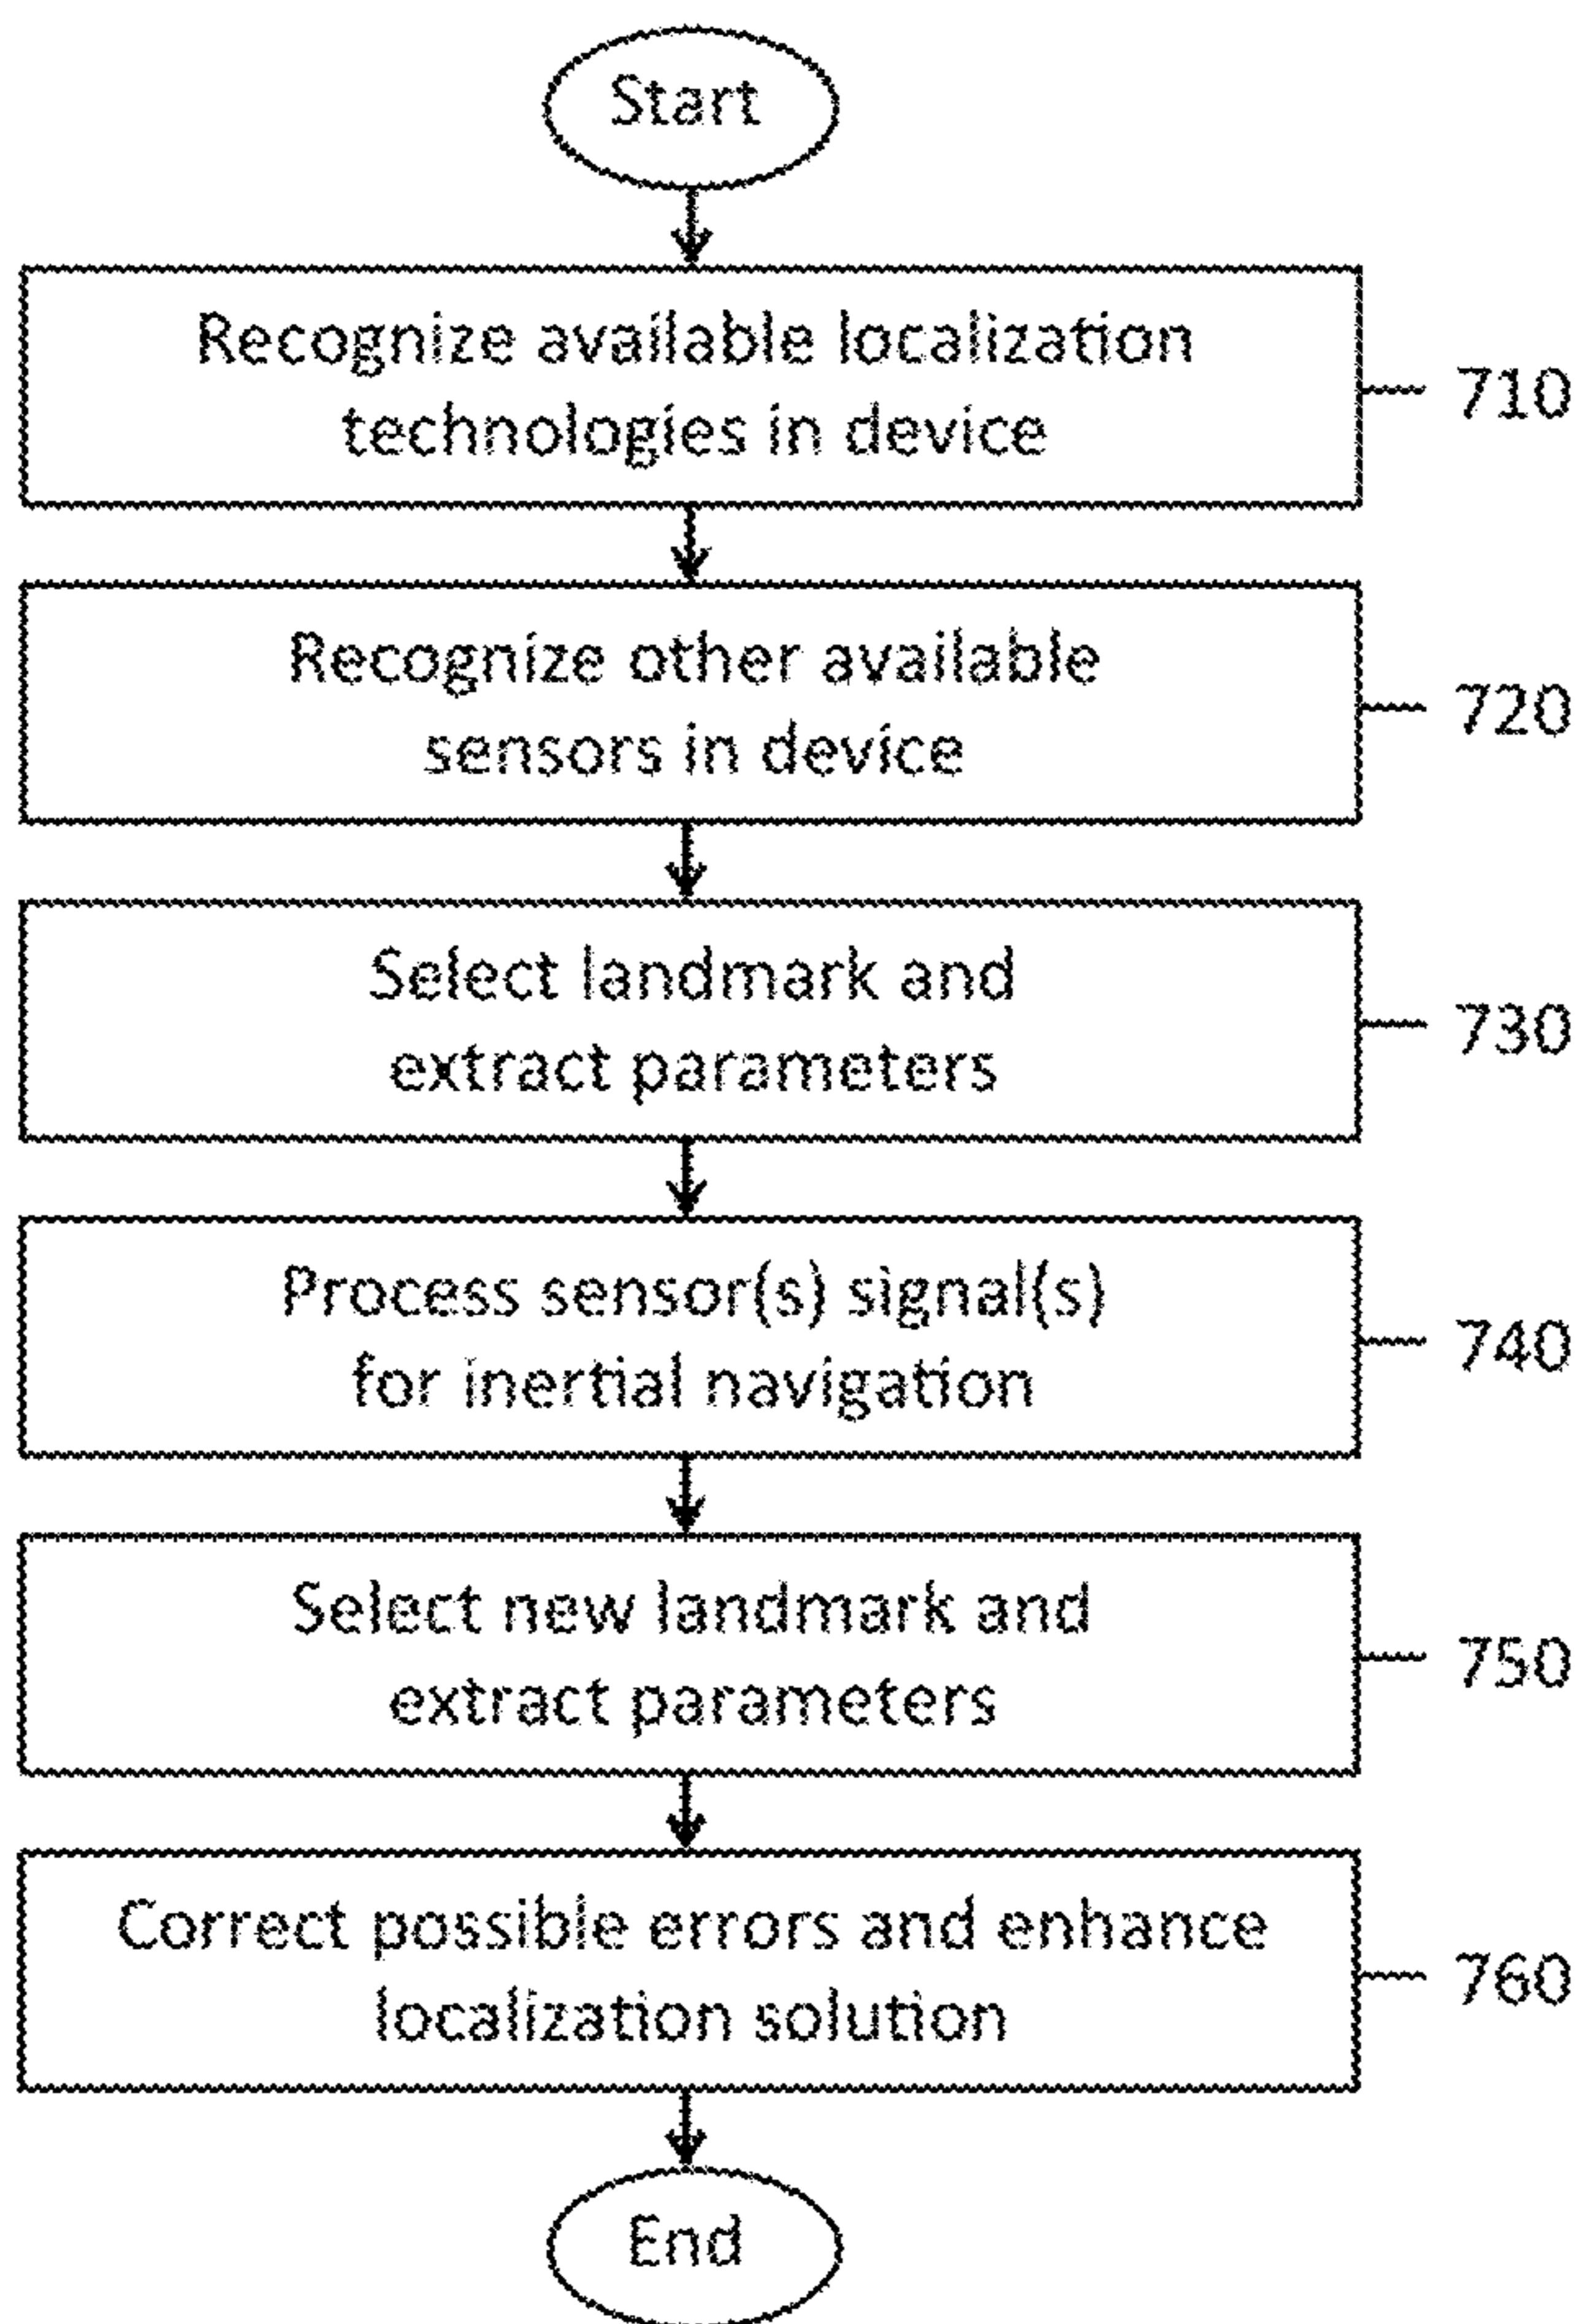 Start
Recognize available localization
technologies in device
710
Recognize other available
sensors in device
720
Select landmark and
extract parameters
730
Process sensor(s) signal(s)
for inertial navigation
740
Select new landmark and
extract parameters
750
Correct possible errors and enhance
localization solution
760
End